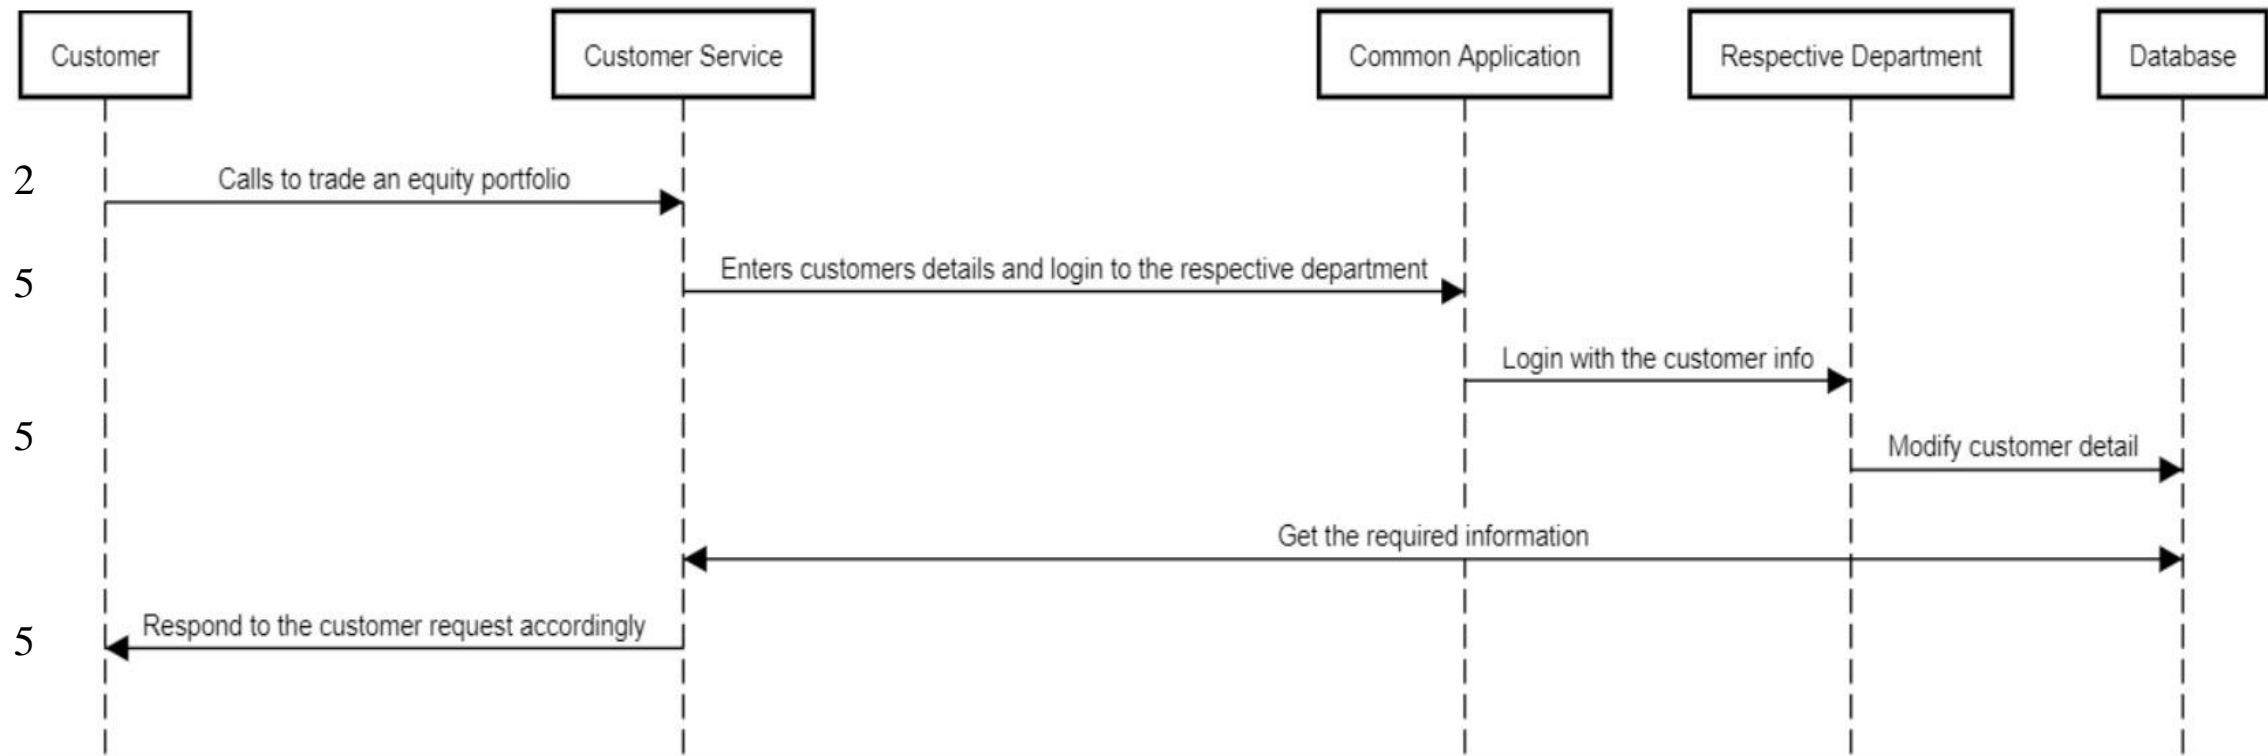 Customer
Customer Service
Common Application
Respective Department
Database
2
Calls to trade an equity portfolio
5
Enters customers details and login to the respective department
Login with the customer info
5
Modify customer detail
Get the required information
5
Respond to the customer request accordingly